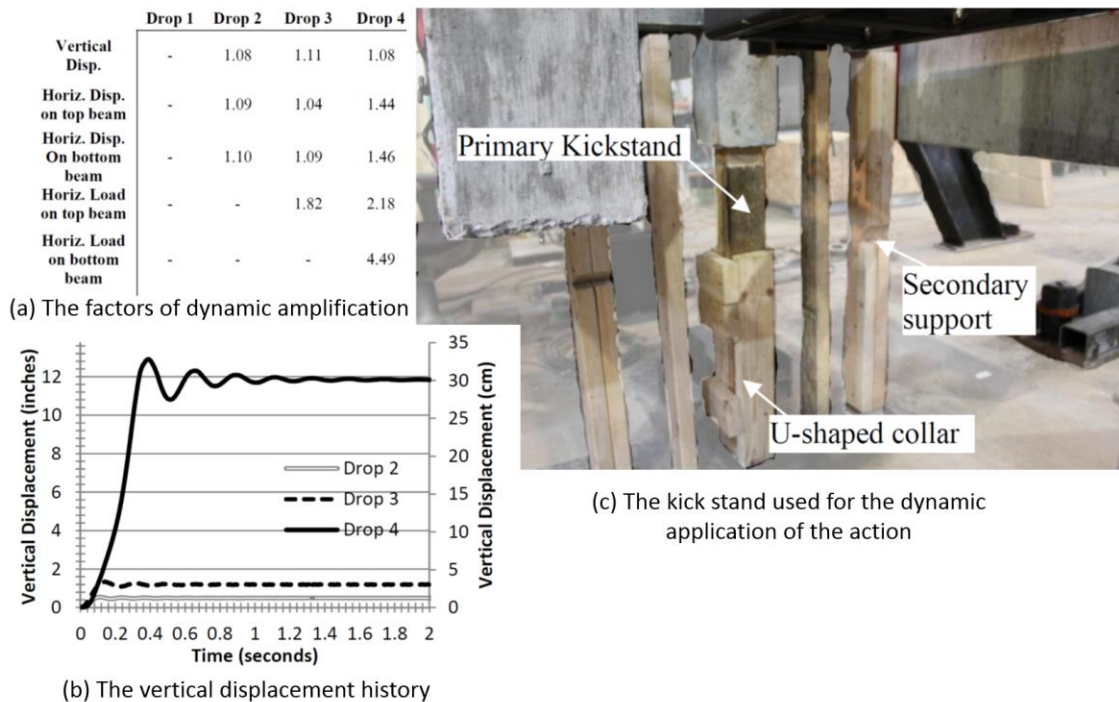 Drop 1 Drop 2 Drop 3 Drop 4
Vertical
Disp.
- 1.08 1.11 1.08
Horiz. Disp.
on top beam
- 1.09 1.04 1.44
Horiz. Disp.
On bottom
beam
- 1.10 1.09 1.46
Horiz. Load
on top beam
- - 1.82 2.18
Horiz. Load
on bottom
beam
- - - 4.49
(a) The factors of dynamic amplification
Vertical Displacement (inches)
12
10
8
6
4
2
0
Drop 2
Drop 3
Drop 4
35
30
25
20
15
10
5
0
Vertical Displacement (cm)
0 0.2 0.4 0.6 0.8 1 1.2 1.4 1.6 1.8 2
Time (seconds)
(b) The vertical displacement history
Primary Kickstand
Secondary
support
U-shaped collar
(c) The kick stand used for the dynamic
application of the action